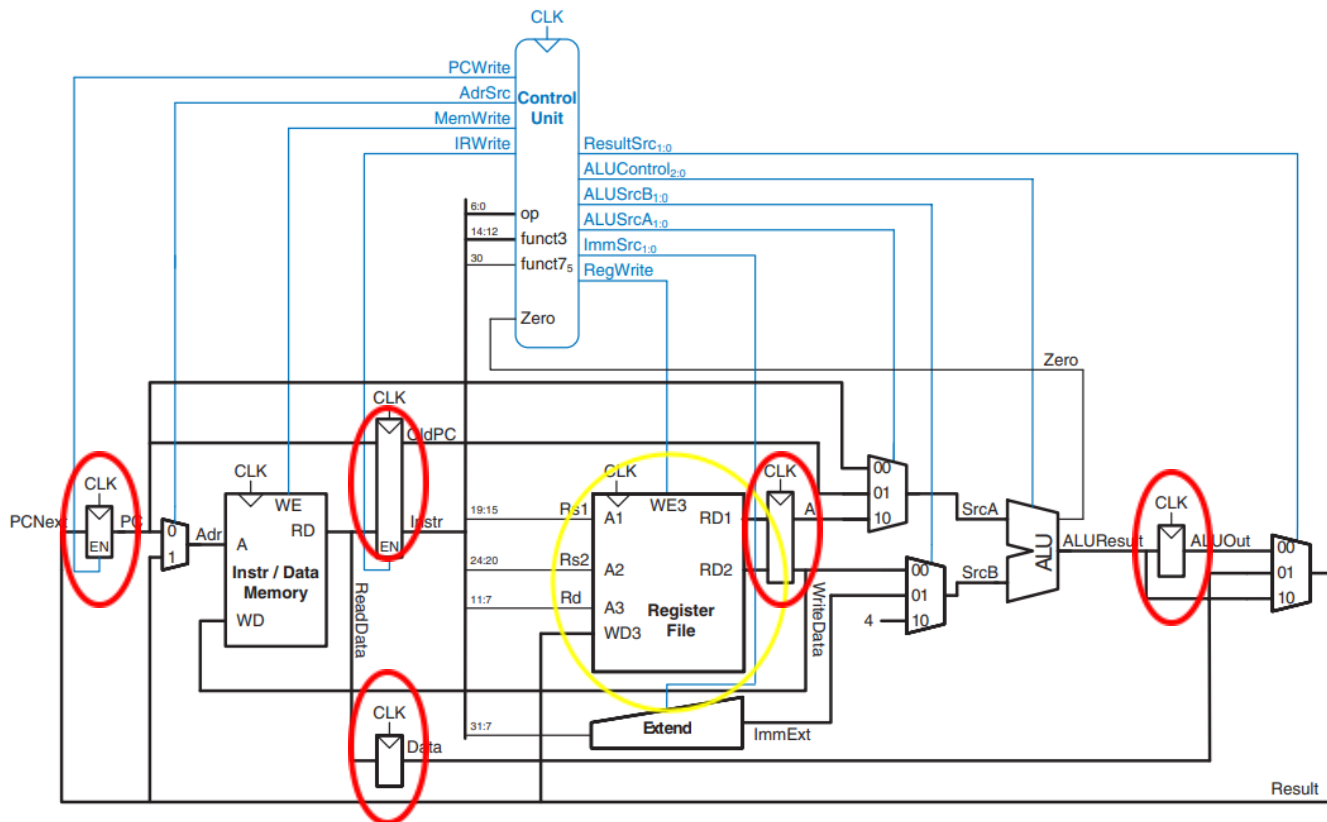 CLK
PCWrite
AdrSrc
MemWrite
IRWrite
Control
Unit
ResultSrc1:0
ALUControl2:0
ALUSrcB1:0
ALUSrcA1:0
ImmSrc1:0
RegWrite
6:0
op
14:12
funct3
30
funct75
Zero
Zero
CLK
OldPC
CLK
PCNext
EN
PC
0
1
Adr
CLK
WE
A
RD
Instr / Data
Memory
WD
ReadData
EN
Instr
19:15
Rs1
24:20
Rs2
11:7
Rd
CLK
WE3
A1
RD1
A2
RD2
A3
Register
File
WD3
CLK
A
WriteData
00
01
10
SrcA
00
01
10
4
SrcB
ALU
ALUResult
CLK
ALUOut
00
01
10
31:7
Extend
ImmExt
CLK
Data
Result